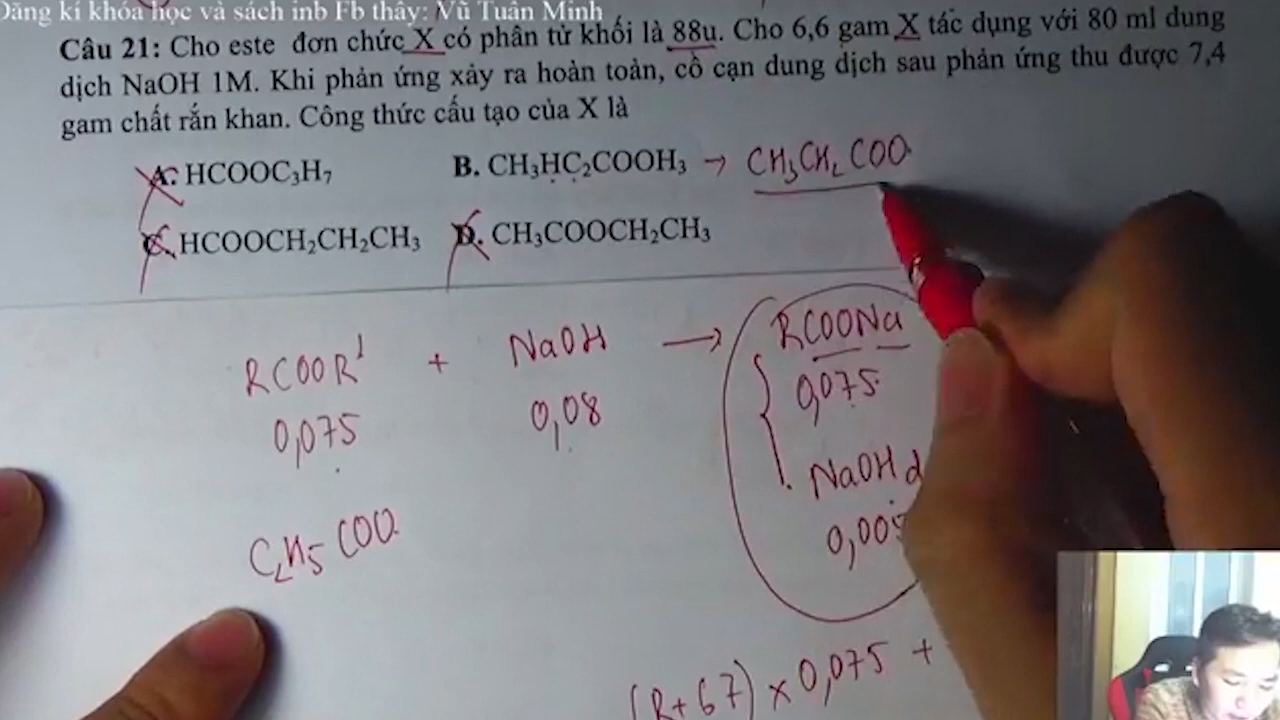 Đăng kí khóa học và sách inb Fb thầy: Vũ Tuấn Minh
Câu 21: Cho este đơn chức X có phân tử khối là 88u. Cho 6,6 gam X tác dụng với 80 ml dung
dịch NaOH 1M. Khi phản ứng xảy ra hoàn toàn, cô cạn dung dịch sau phản ứng thu được 7,4
gam chất rắn khan. Công thức cấu tạo của X là
A. HCOOC₃H₇ B. CH₃HC₂COOH₃ → CH₃CH₂COO
C. HCOOCH₂CH₂CH₃ D. CH₃COOCH₂CH₃
RCOOR' + NaOH → RCOONa
0,075 0,08 0,075
NaOH d
0,005
C₂H₅COO
(R+67) x 0,075 +